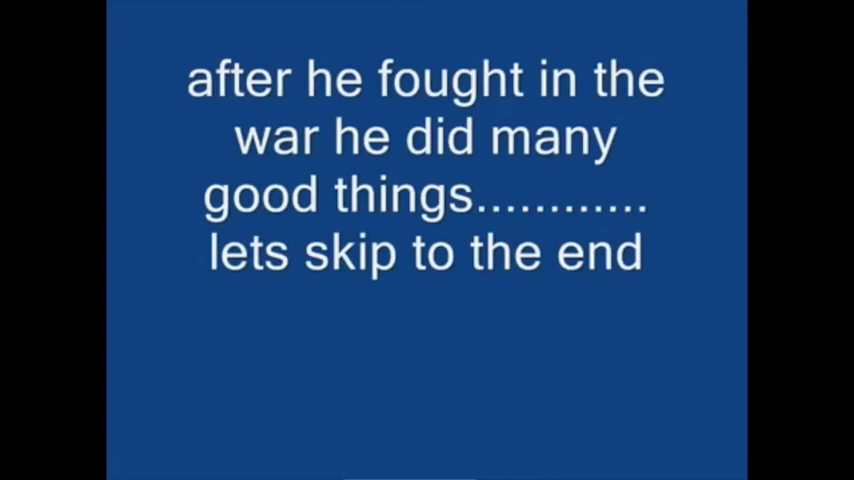 after he fought in the
war he did many
good things............
lets skip to the end